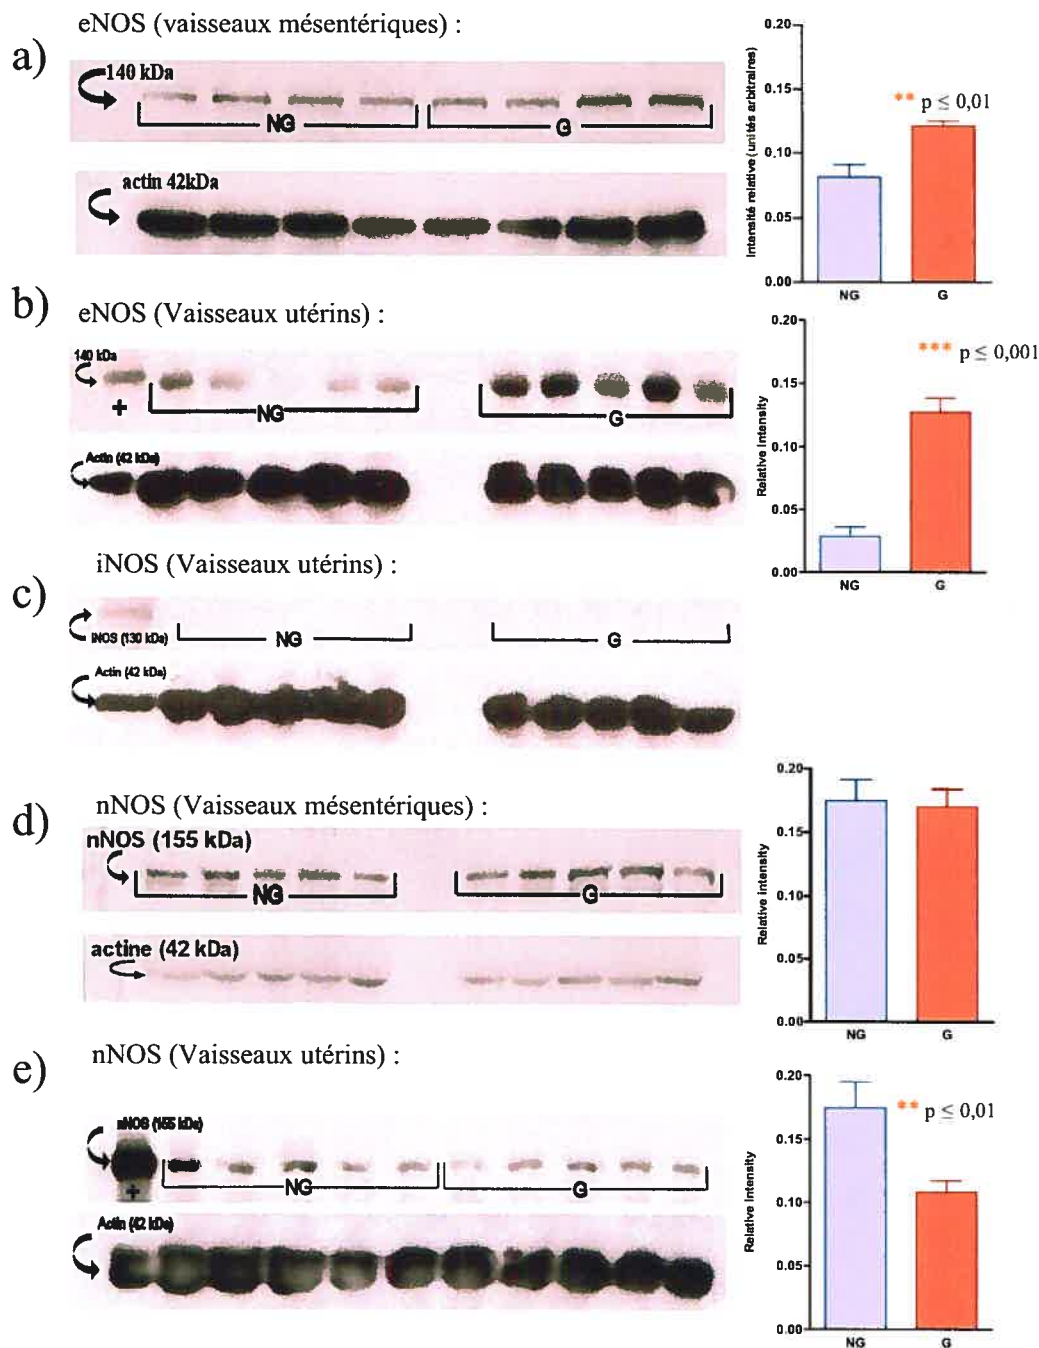 a)
eNOS (vaisseaux mésentériques) :
140 kDa
NG
G
actin 42kDa
Intensité relative (unités arbitraires)
0.20
0.15
0.10
0.05
0.00
** p ≤ 0,01
NG
G
b)
eNOS (Vaisseaux utérins) :
140 kDa
+
NG
G
Actin (42 kDa)
Relative Intensity
0.20
0.15
0.10
0.05
0.00
*** p ≤ 0,001
NG
G
c)
iNOS (Vaisseaux utérins) :
iNOS (130 kDa)
NG
G
Actin (42 kDa)
d)
nNOS (Vaisseaux mésentériques) :
nNOS (155 kDa)
NG
G
actine (42 kDa)
Relative intensity
0.20
0.15
0.10
0.05
0.00
NG
G
e)
nNOS (Vaisseaux utérins) :
nNOS (155 kDa)
+
NG
G
Actin (42 kDa)
Relative Intensity
0.20
0.15
0.10
0.05
0.00
** p ≤ 0,01
NG
G